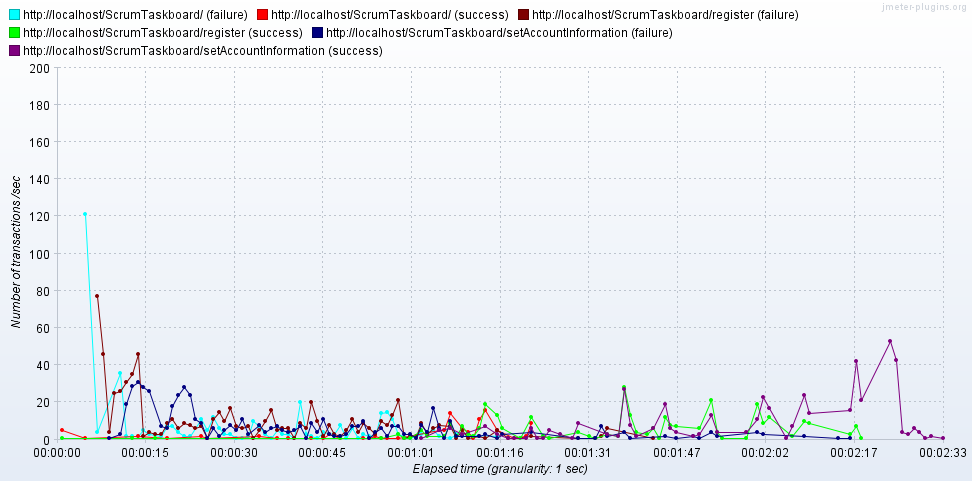 jmeter-plugins.org
http://localhost/ScrumTaskboard/ (failure) http://localhost/ScrumTaskboard/ (success) http://localhost/ScrumTaskboard/register (failure)
http://localhost/ScrumTaskboard/register (success) http://localhost/ScrumTaskboard/setAccountInformation (failure)
http://localhost/ScrumTaskboard/setAccountInformation (success)
200
180
160
140
120
100
80
60
40
20
0
Number of transactions /sec
00:00:00 00:00:15 00:00:30 00:00:45 00:01:01 00:01:16 00:01:31 00:01:47 00:02:02 00:02:17 00:02:33
Elapsed time (granularity: 1 sec)